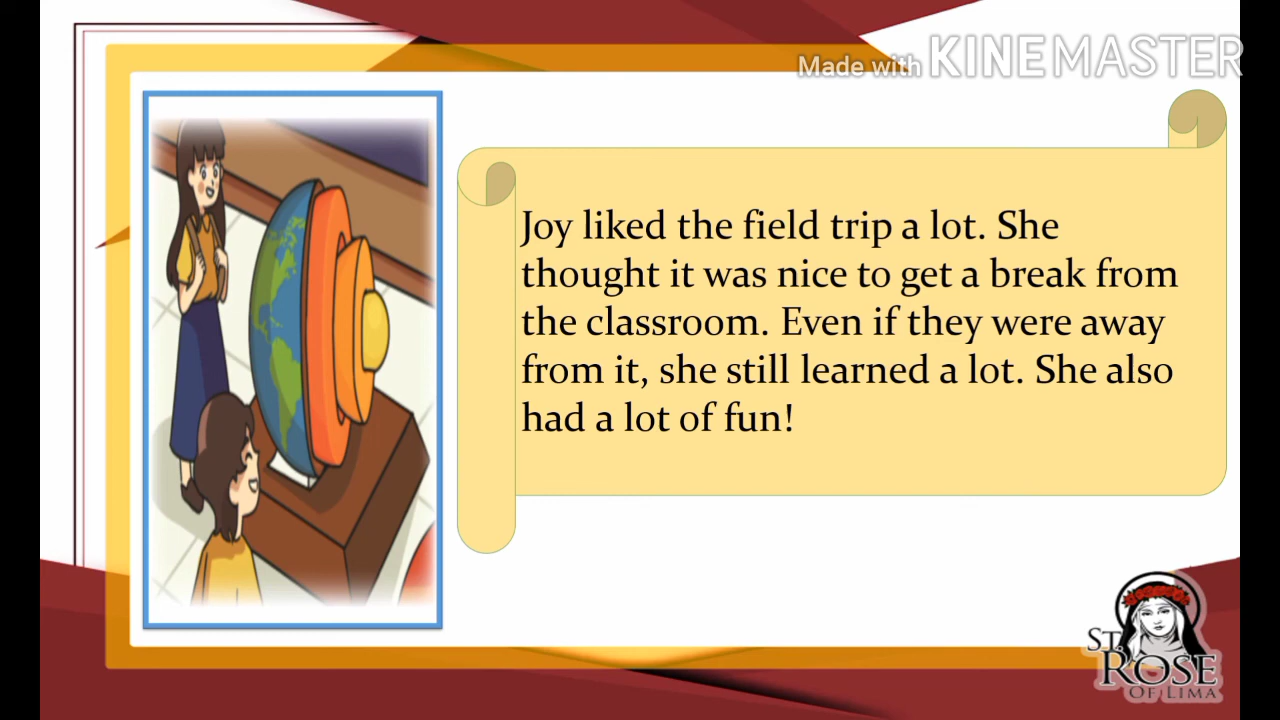 Made with KINEMASTER
Joy liked the field trip a lot. She
thought it was nice to get a break from
the classroom. Even if they were away
from it, she still learned a lot. She also
had a lot of fun!
ST.
ROSE
OF LIMA